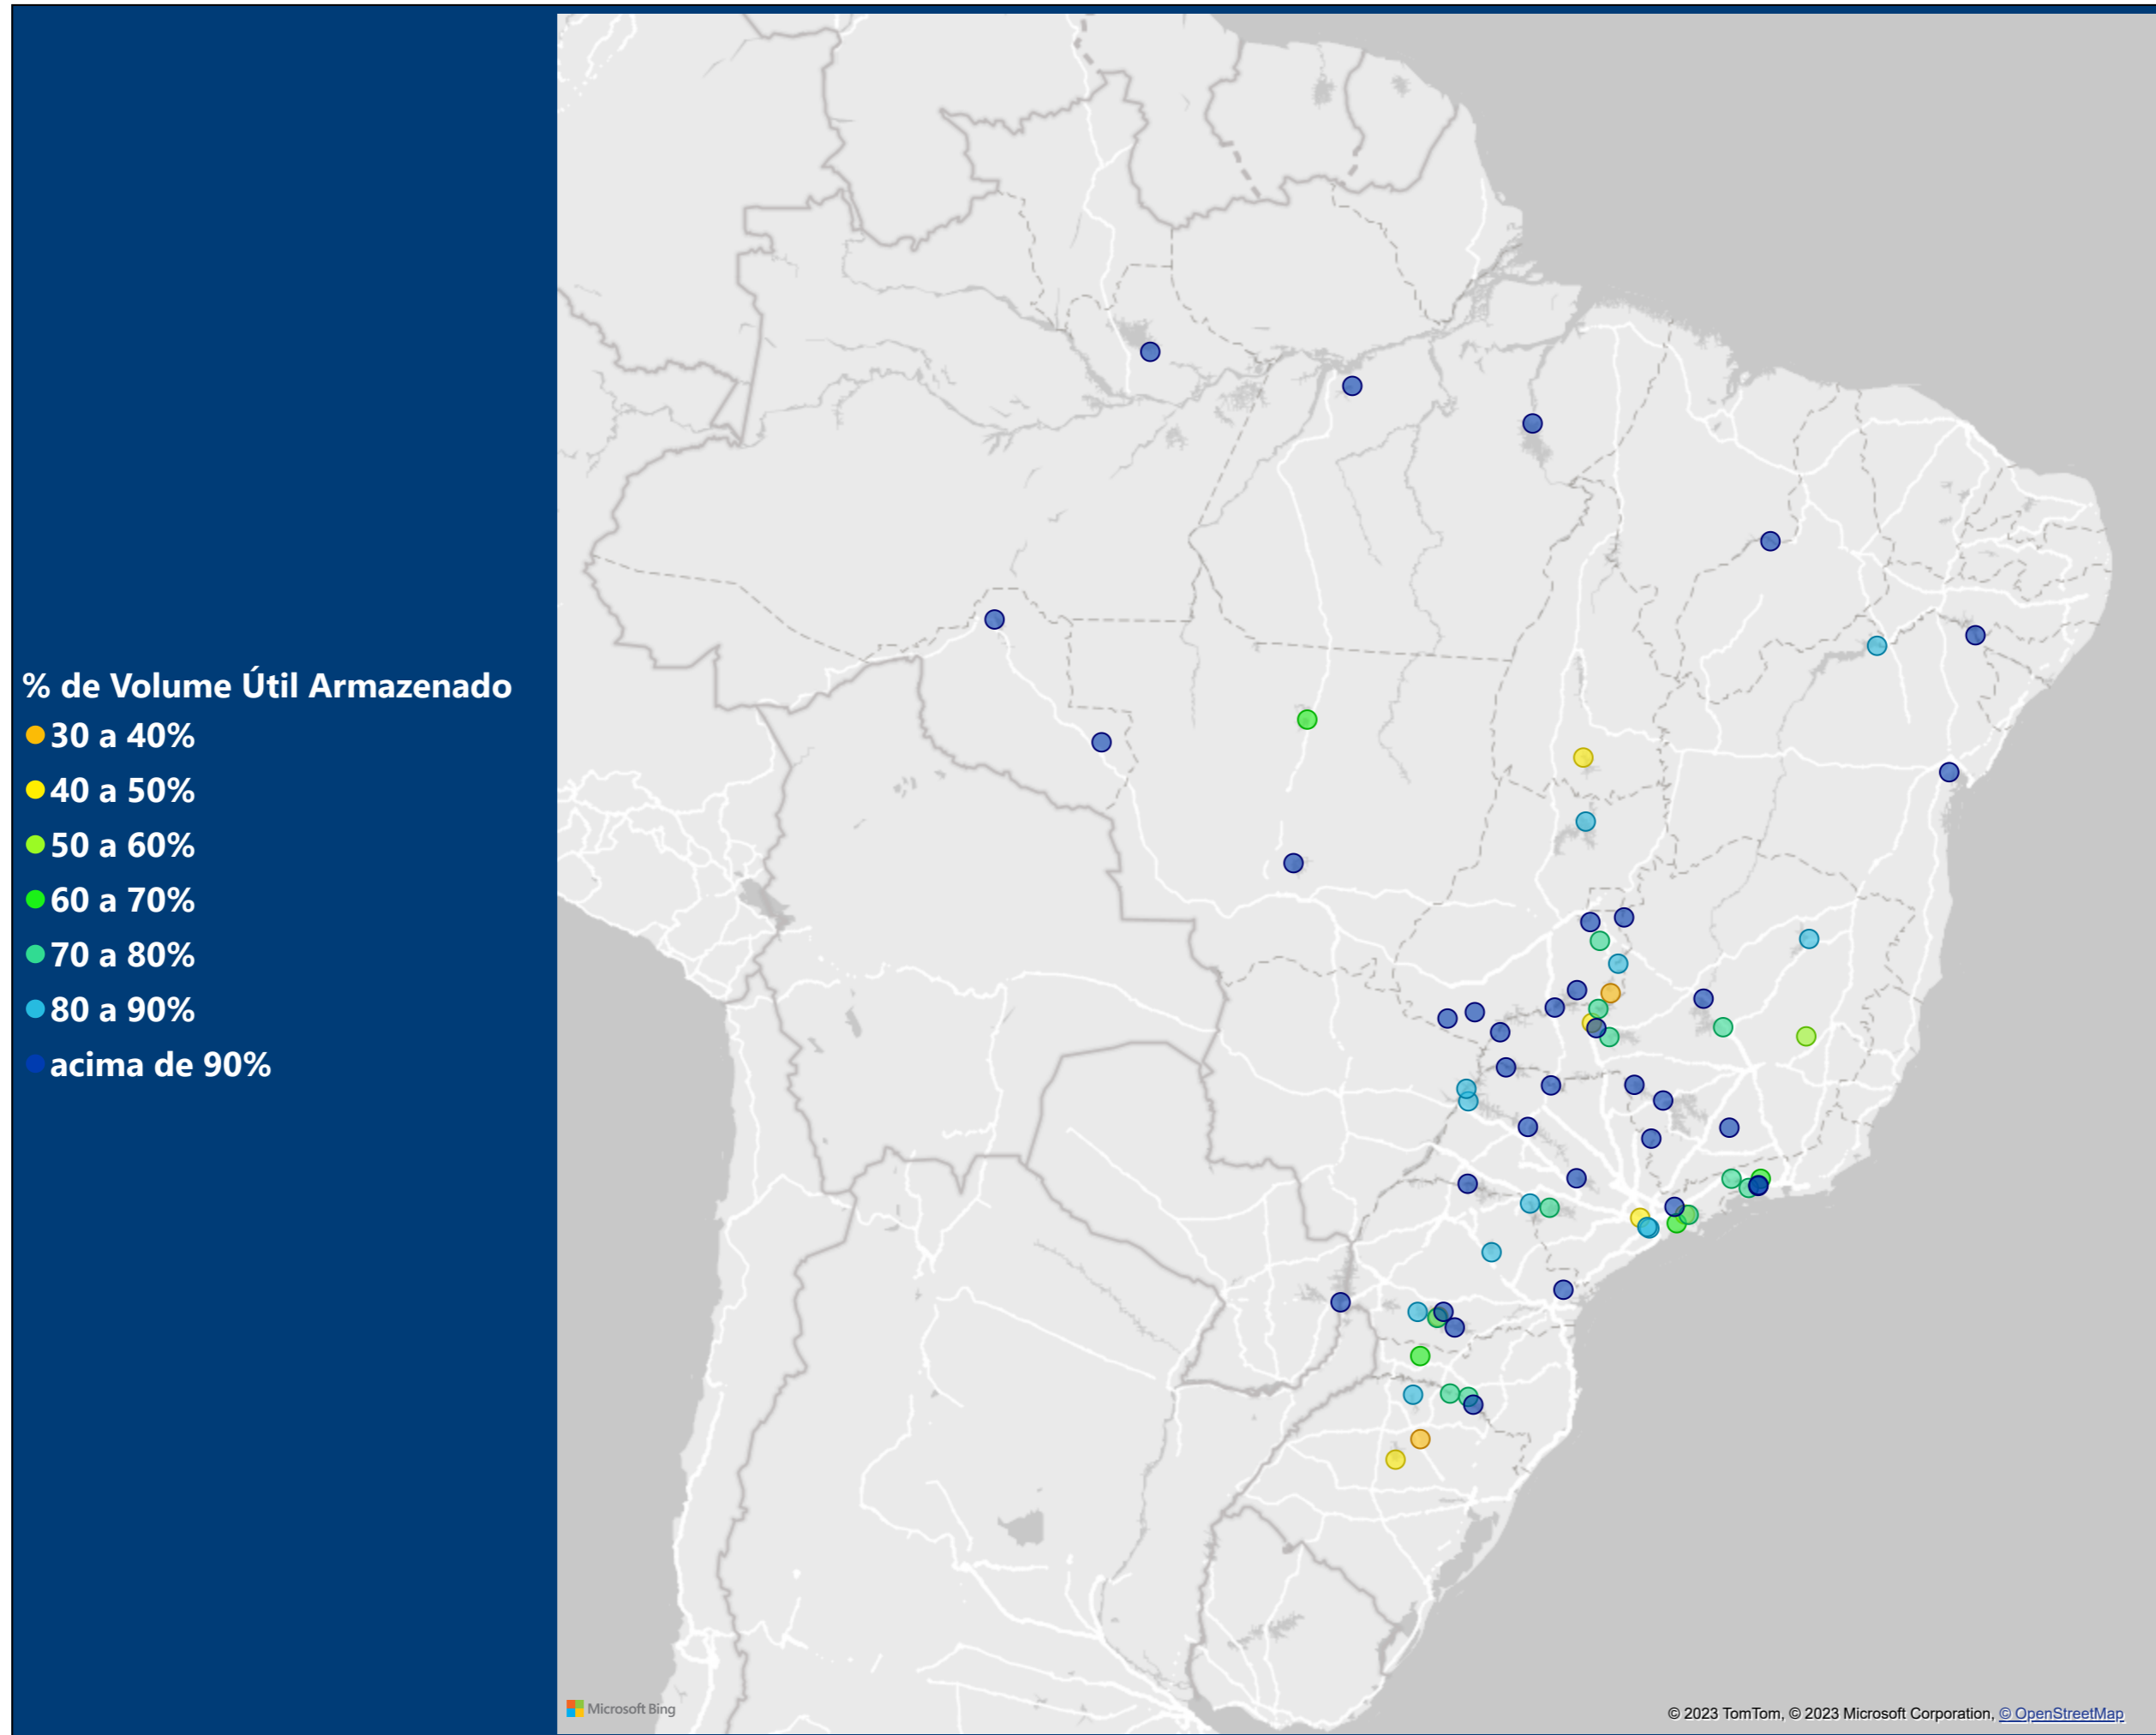 % de Volume Útil Armazenado
30 a 40%
40 a 50%
50 a 60%
60 a 70%
70 a 80%
80 a 90%
acima de 90%
Microsoft Bing
© 2023 TomTom, © 2023 Microsoft Corporation, © OpenStreetMap